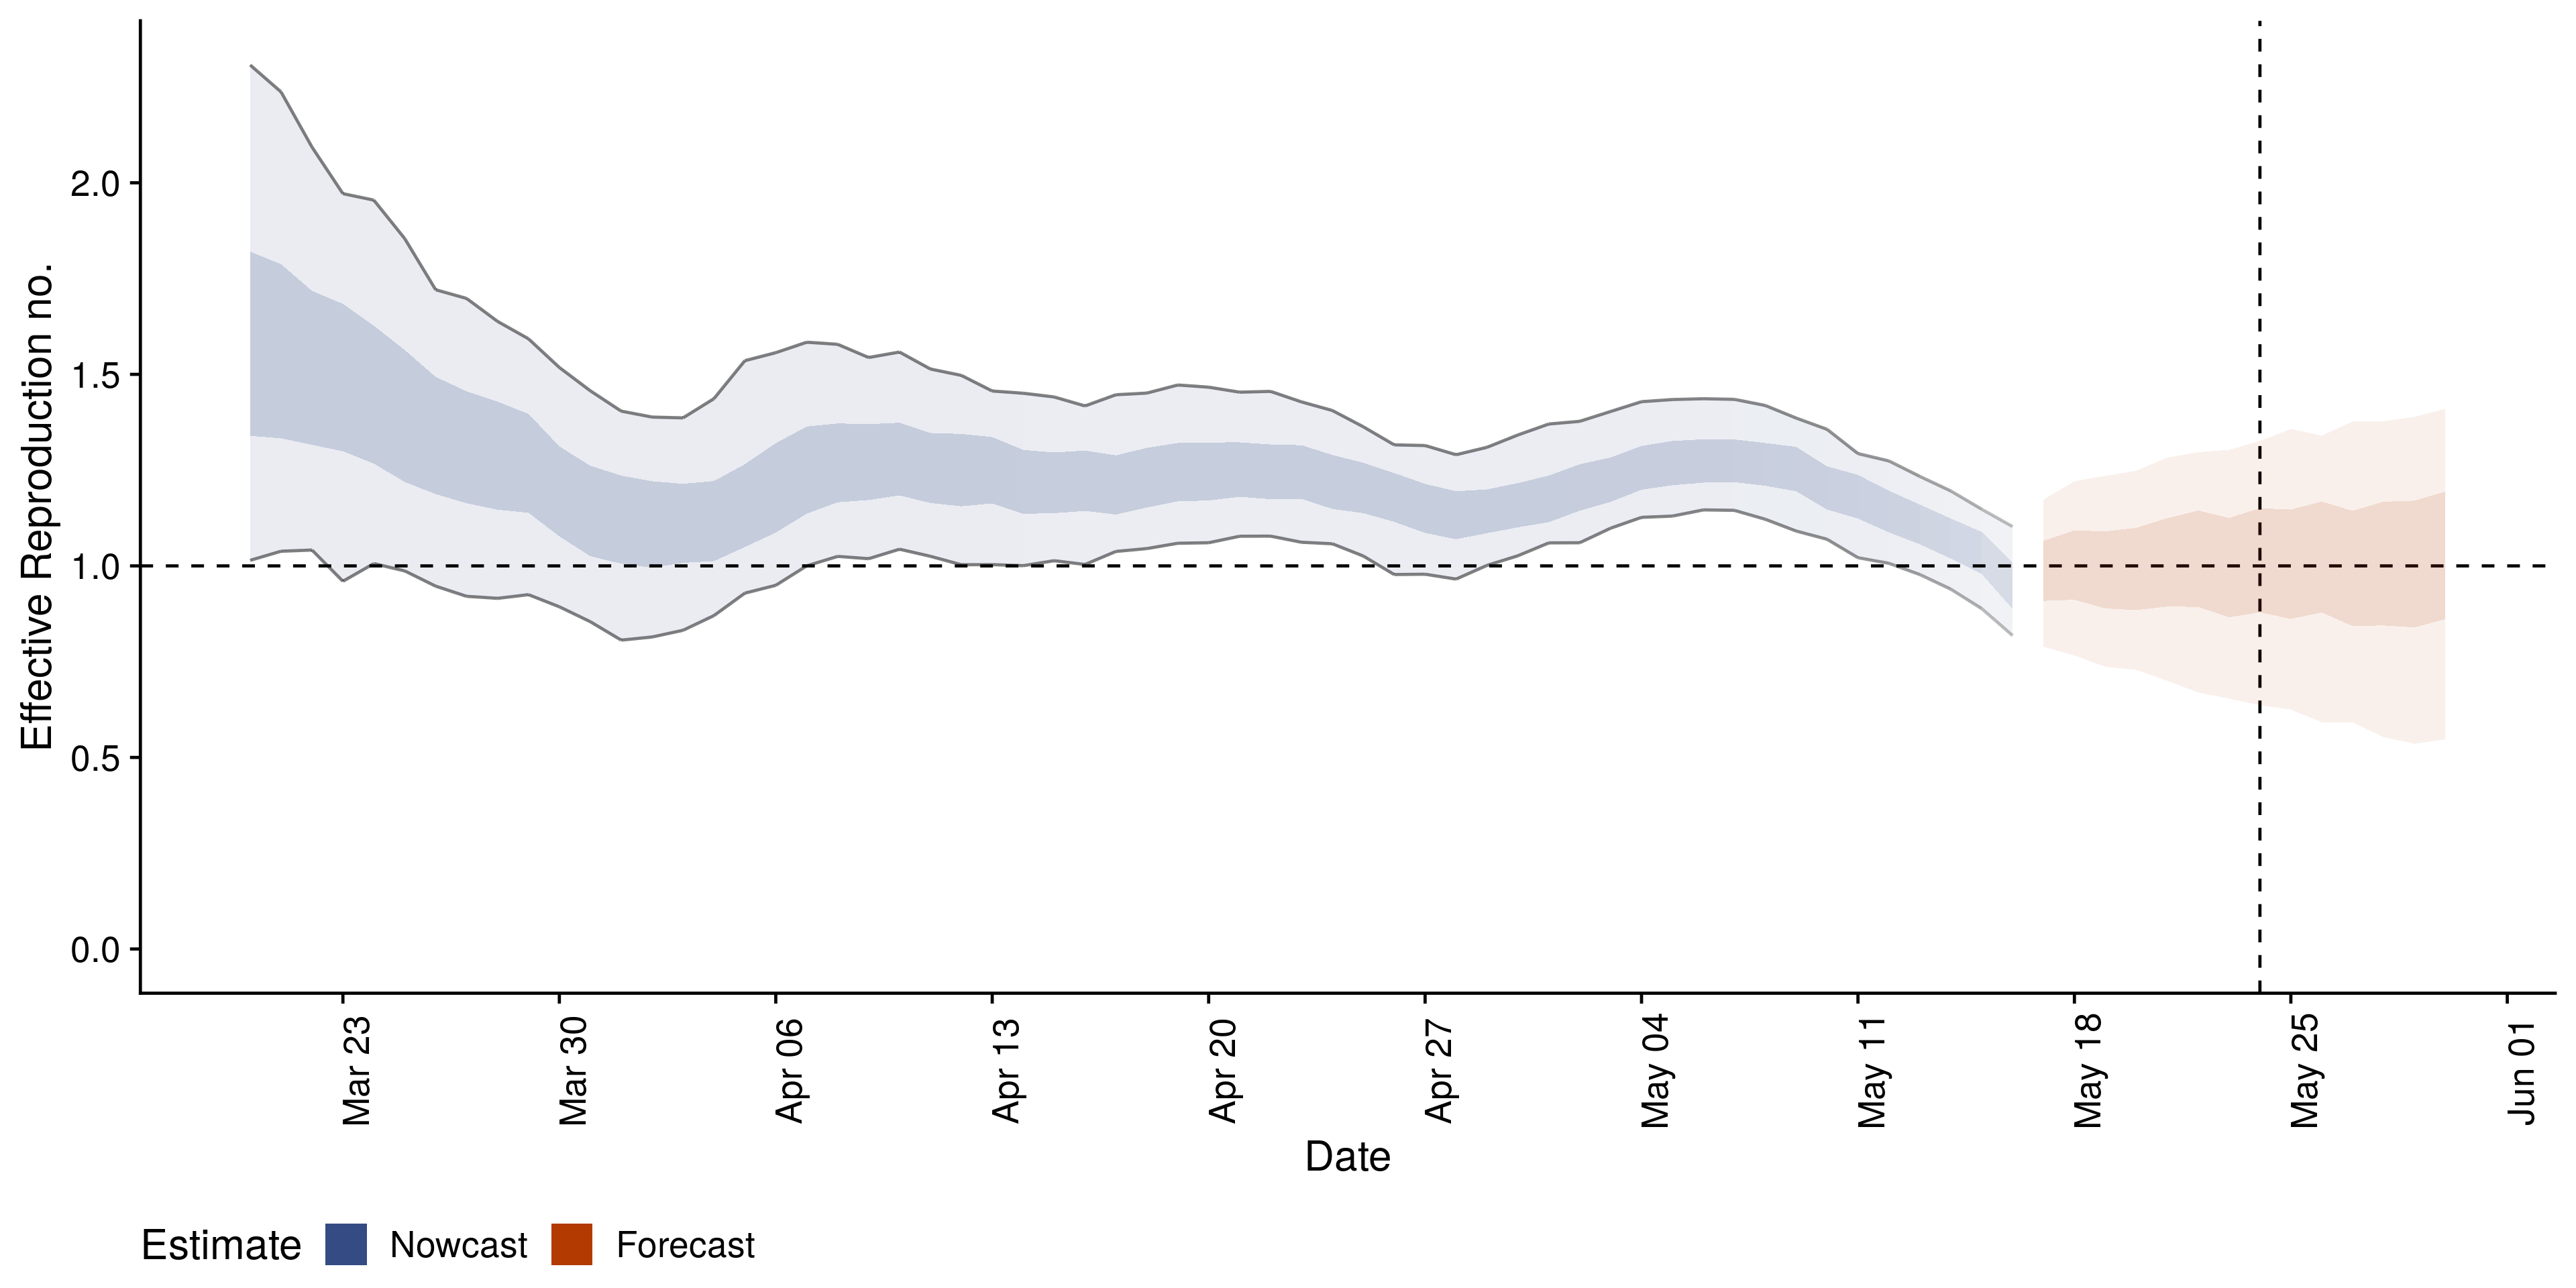 Effective Reproduction no.
2.0
1.5
1.0
0.5
0.0
Mar 23
Mar 30
Apr 06
Apr 13
Apr 20
Apr 27
May 04
May 11
May 18
May 25
Jun 01
Date
Estimate Nowcast Forecast